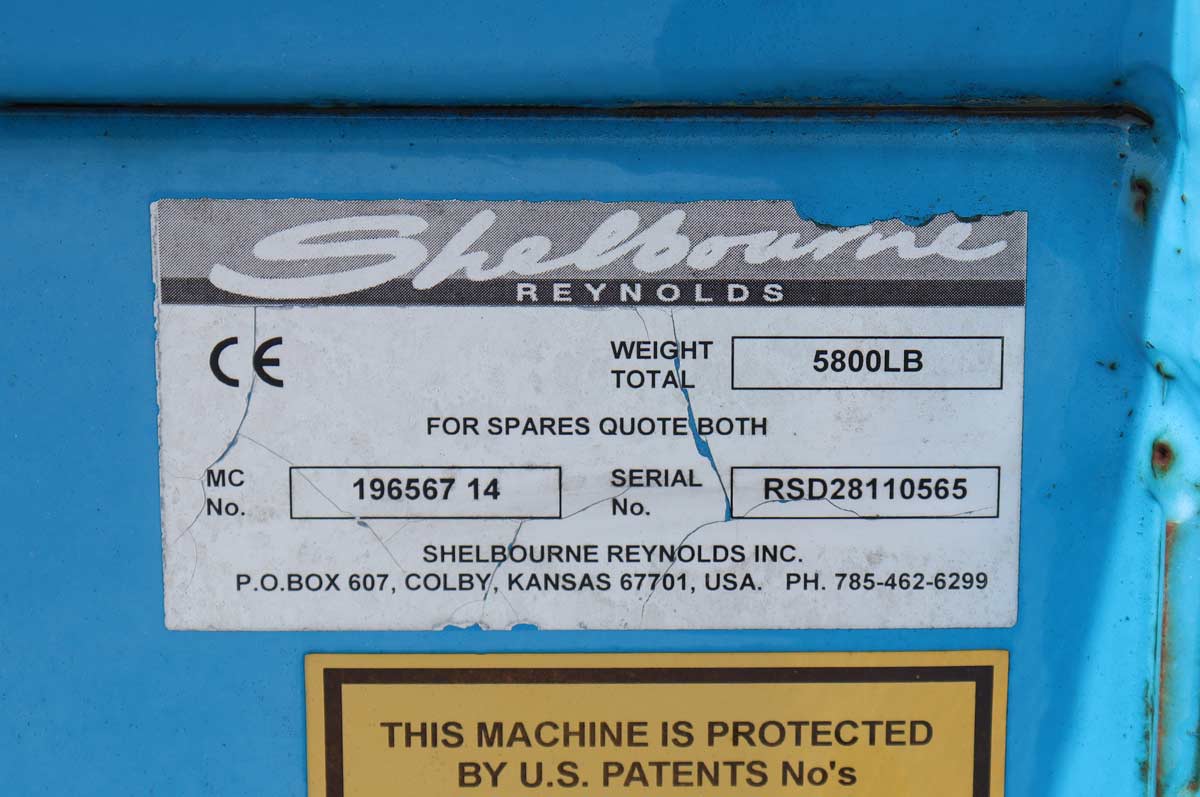 Shelbourne
REYNOLDS
CE
WEIGHT TOTAL 5800LB
FOR SPARES QUOTE BOTH
MC No. 196567 14 SERIAL No. RSD28110565
SHELBOURNE REYNOLDS INC.
P.O.BOX 607, COLBY, KANSAS 67701, USA. PH. 785-462-6299
THIS MACHINE IS PROTECTED
BY U.S. PATENTS No's